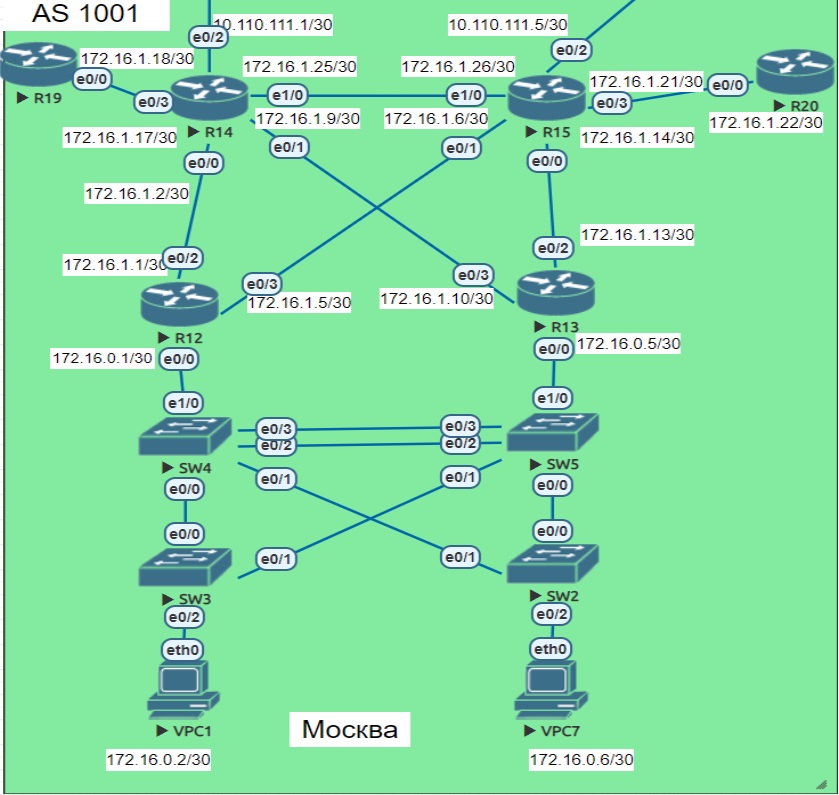 AS 1001
10.110.111.1/30
10.110.111.5/30
e0/2
e0/2
172.16.1.18/30
172.16.1.25/30
172.16.1.26/30
e0/0
R19
e0/3
e1/0
e1/0
172.16.1.21/30
e0/3
e0/0
R20
172.16.1.22/30
172.16.1.17/30
R14
172.16.1.9/30
172.16.1.6/30
R15
172.16.1.14/30
e0/0
e0/1
e0/1
e0/0
172.16.1.2/30
172.16.1.13/30
172.16.1.1/30
e0/2
e0/2
e0/3
172.16.1.5/30
e0/3
172.16.1.10/30
R12
R13
172.16.0.1/30
e0/0
e0/0
172.16.0.5/30
e1/0
e1/0
e0/3
e0/3
e0/2
e0/2
SW4
SW5
e0/0
e0/1
e0/1
e0/0
e0/0
e0/0
e0/1
e0/1
SW3
SW2
e0/2
e0/2
eth0
eth0
VPC1
Москва
VPC7
172.16.0.2/30
172.16.0.6/30